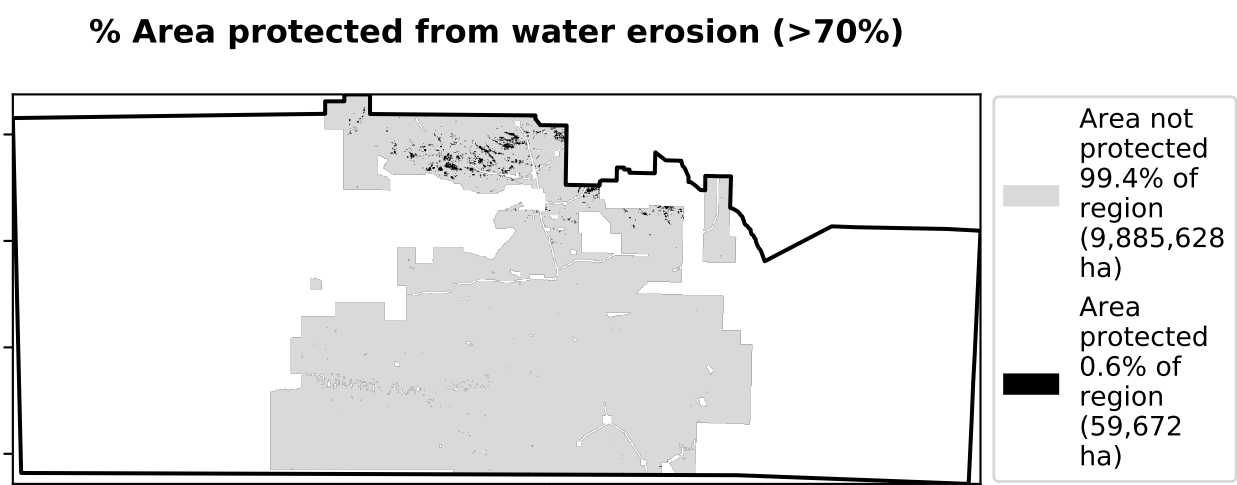 % Area protected from water erosion (>70%)
Area not
protected
99.4% of
region
(9,885,628
ha)
Area
protected
0.6% of
region
(59,672
ha)